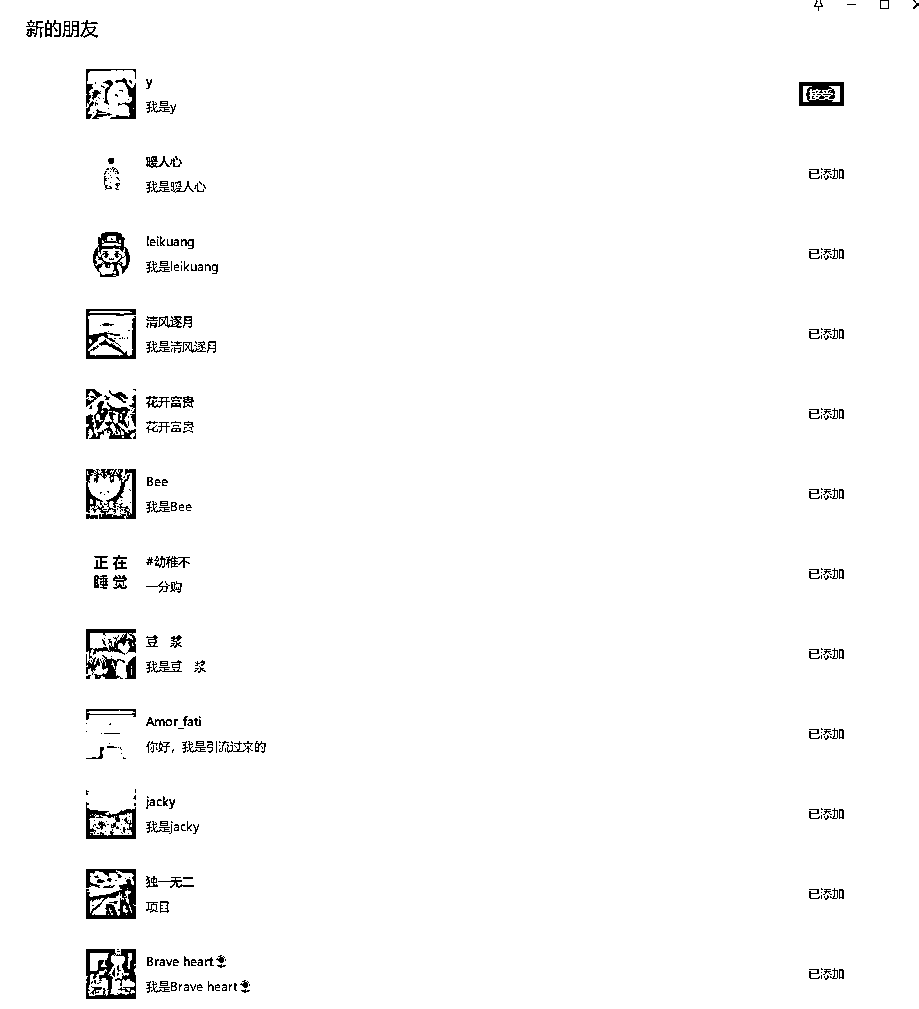 新的朋友
y
我是y
接受
暖人心
我是暖人心
已添加
leikuang
我是leikuang
已添加
清风逐月
我是清风逐月
已添加
花开富贵
花开富贵
已添加
Bee
我是Bee
已添加
正在
睡觉
#幼稚不
一分购
已添加
豆 浆
我是豆 浆
已添加
Amor_fati
你好，我是引流过来的
已添加
jacky
我是jacky
已添加
独一无二
项目
已添加
Brave heart🌹
我是Brave heart🌹
已添加